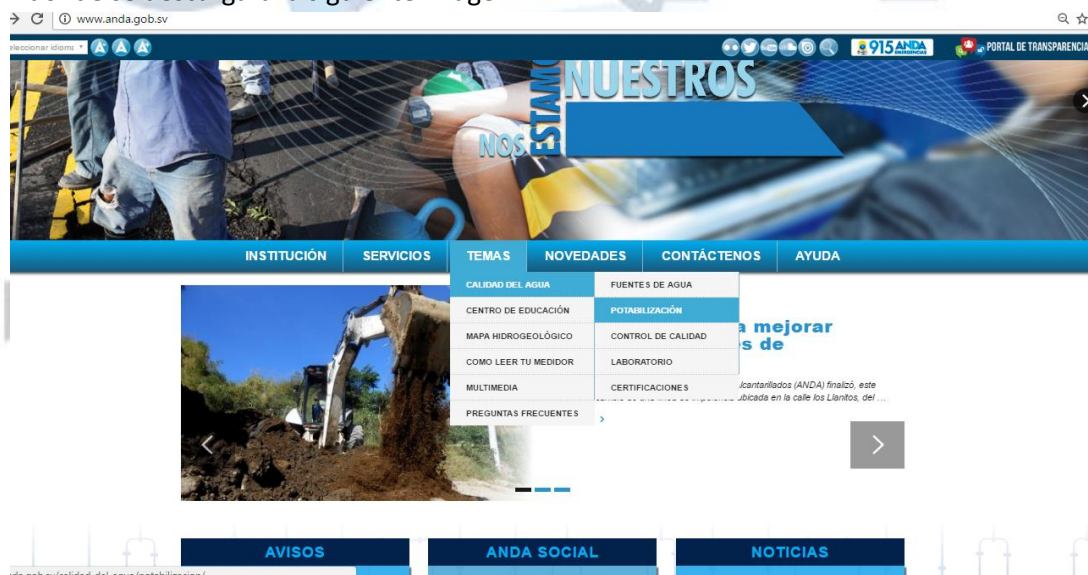 www.anda.gob.sv
915 ANDA
EMERGENCIAS
PORTAL DE TRANSPARENCIA
NOS
ESTAMO
NUESTROS
INSTITUCIÓN SERVICIOS TEMAS NOVEDADES CONTÁCTENOS AYUDA
CALIDAD DEL AGUA
CENTRO DE EDUCACIÓN
MAPA HIDROGEOLÓGICO
COMO LEER TU MEDIDOR
MULTIMEDIA
PREGUNTAS FRECUENTES
FUENTES DE AGUA
POTABILIZACIÓN
CONTROL DE CALIDAD
LABORATORIO
CERTIFICACIONES
a mejorar
s de
lcantarillados (ANDA) finalizó, este
ubicada en la calle los Llanitos, del ...
AVISOS ANDA SOCIAL NOTICIAS